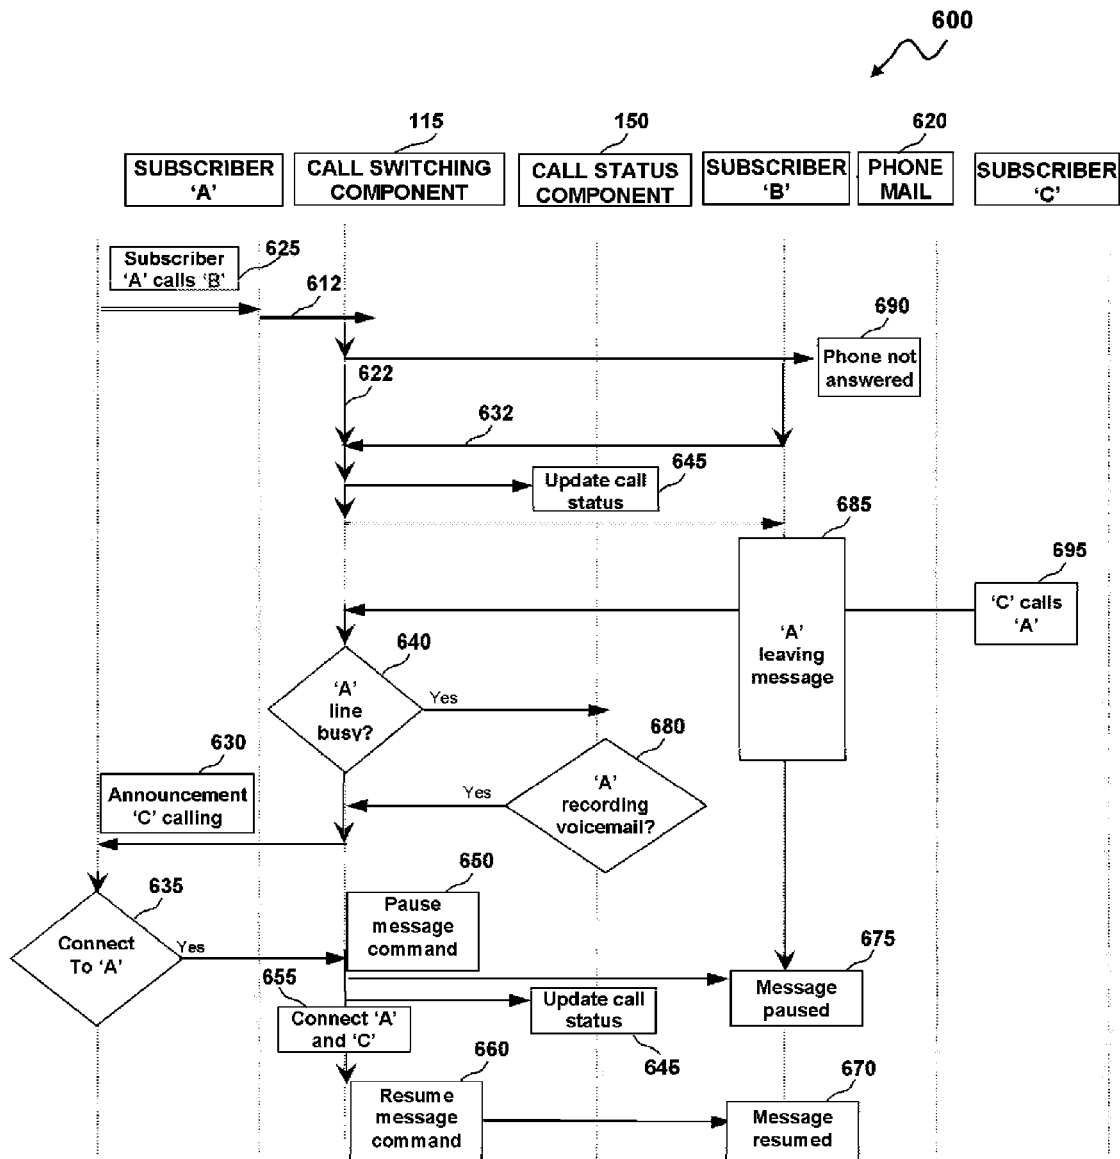 600
115
150
620
SUBSCRIBER
‘A’
CALL SWITCHING
COMPONENT
CALL STATUS
COMPONENT
SUBSCRIBER
‘B’
PHONE
MAIL
SUBSCRIBER
‘C’
625
Subscriber
‘A’ calls ‘B’
612
690
Phone not
answered
622
632
645
Update call
status
685
695
‘C’ calls
‘A’
‘A’
leaving
message
640
‘A’
line
busy?
Yes
680
‘A’
recording
voicemail?
Yes
630
Announcement
‘C’ calling
635
Connect
To ‘A’
Yes
650
Pause
message
command
675
Message
paused
655
Connect ‘A’
and ‘C’
Update call
status
645
660
Resume
message
command
670
Message
resumed